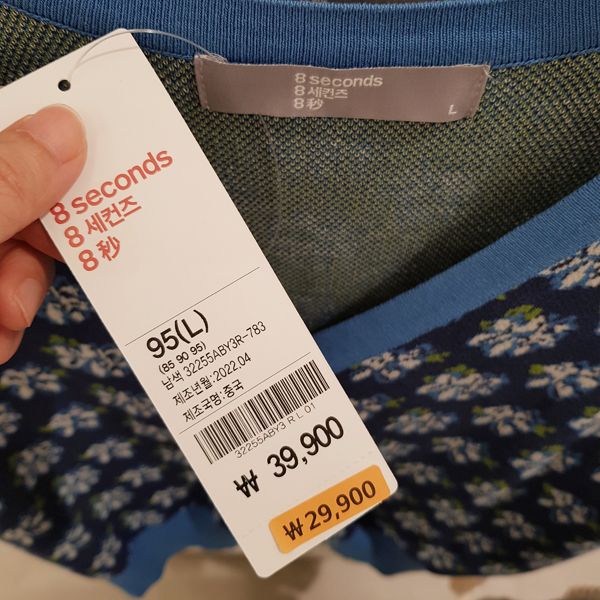 8 seconds
8 세컨즈
8 秒
L
8 seconds
8 세컨즈
8 秒
95(L)
(85 90 95)
남색 32255ABY3R-783
제조년월:2022.04
제조국명:중국
32255ABY3 R L 01
₩ 39,900
₩29,900